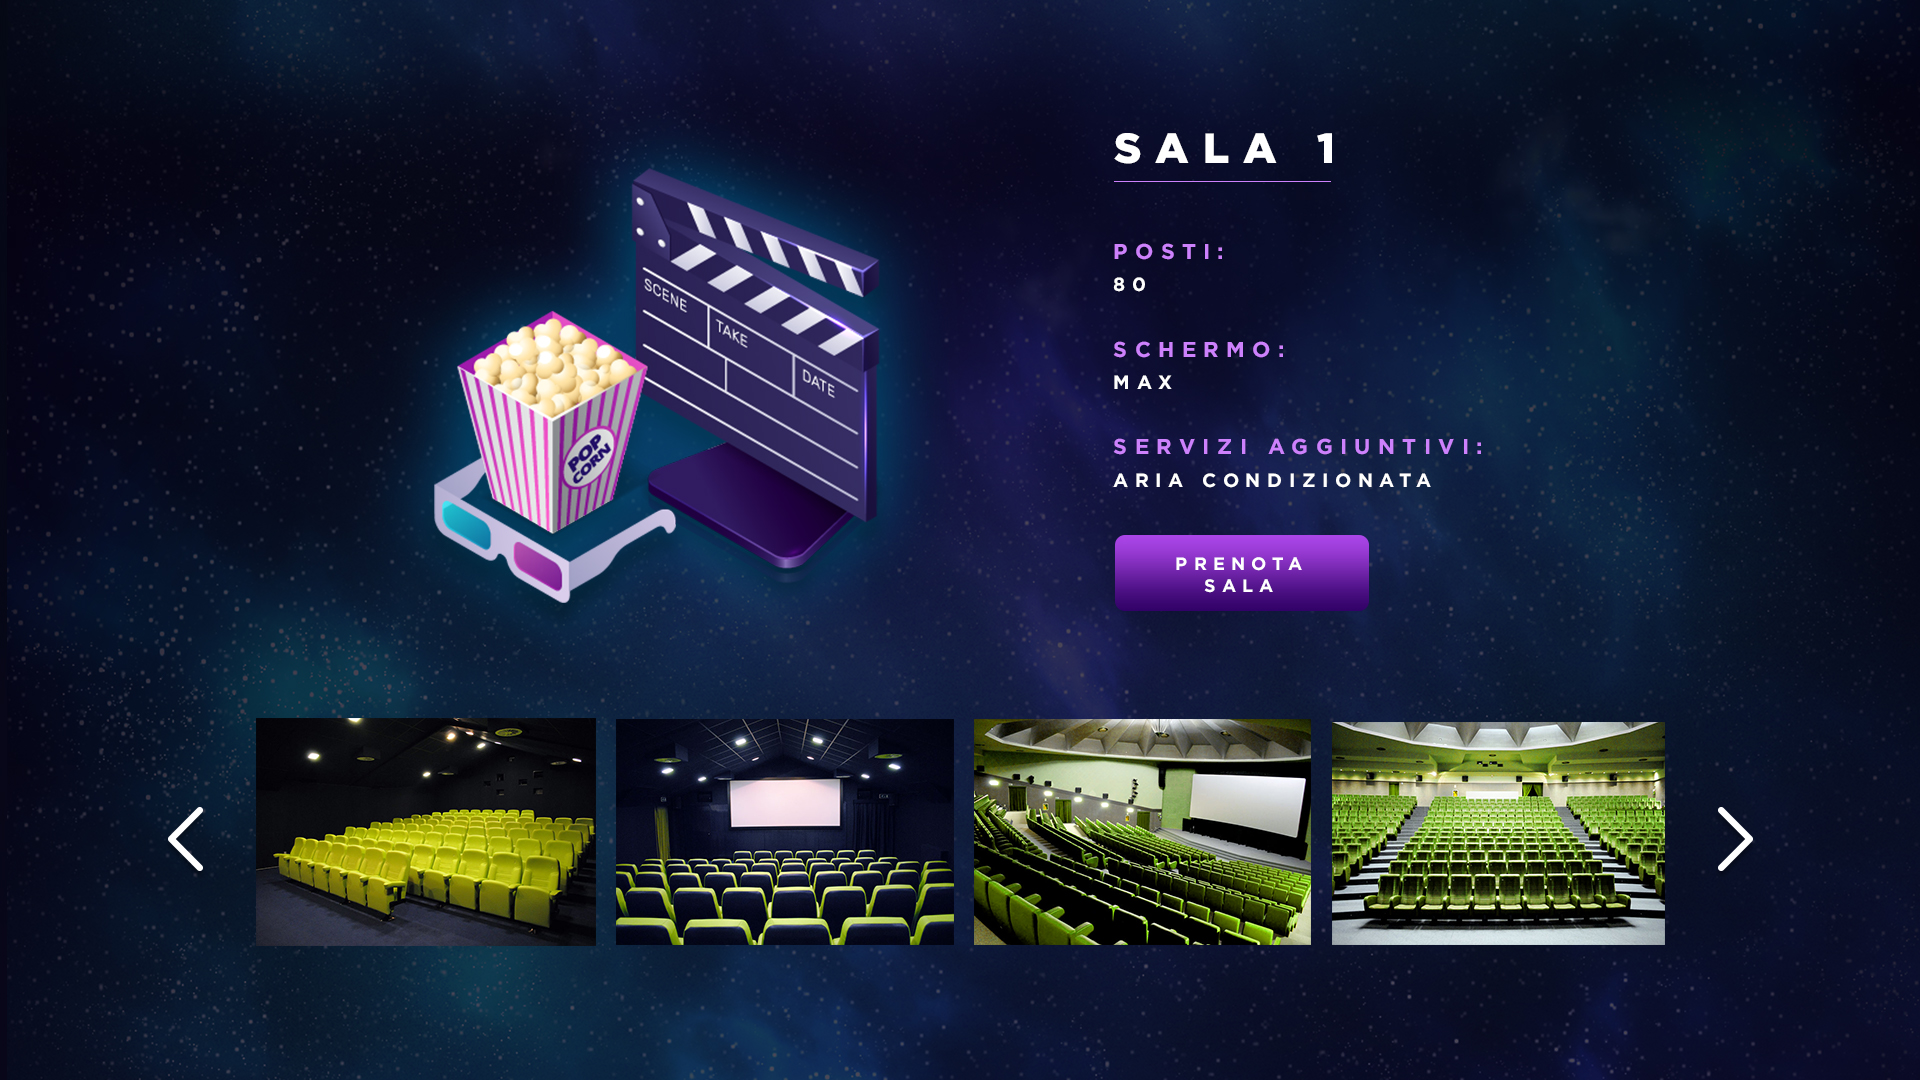 SALA 1
POSTI:
80
SCHERMO:
MAX
SERVIZI AGGIUNTIVI:
ARIA CONDIZIONATA
PRENOTA
SALA
SCENE
TAKE
DATE
POP
CORN